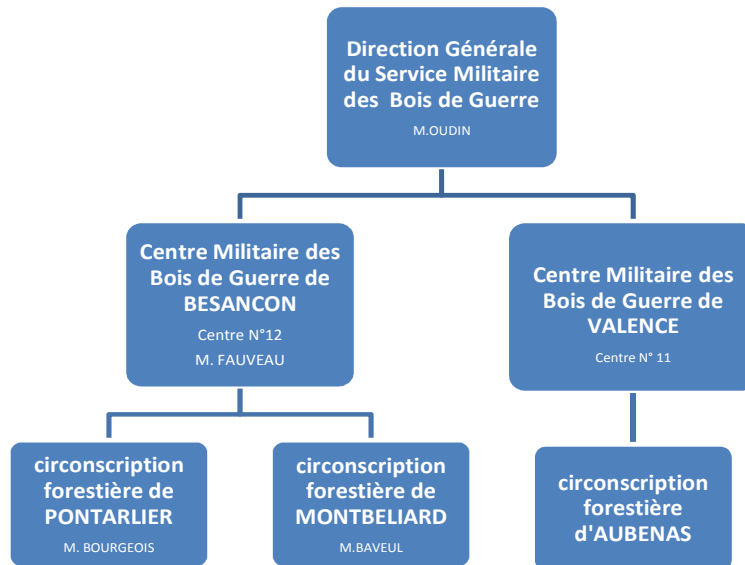 Direction Générale
du Service Militaire
des Bois de Guerre
M.OUDIN
Centre Militaire des
Bois de Guerre de
BESANCON
Centre N°12
M. FAUVEAU
Centre Militaire des
Bois de Guerre de
VALENCE
Centre N° 11
circonscription
forestière de
PONTARLIER
M. BOURGEOIS
circonscription
forestière de
MONTBELIARD
M.BAVEUL
circonscription
forestière
d'AUBENAS